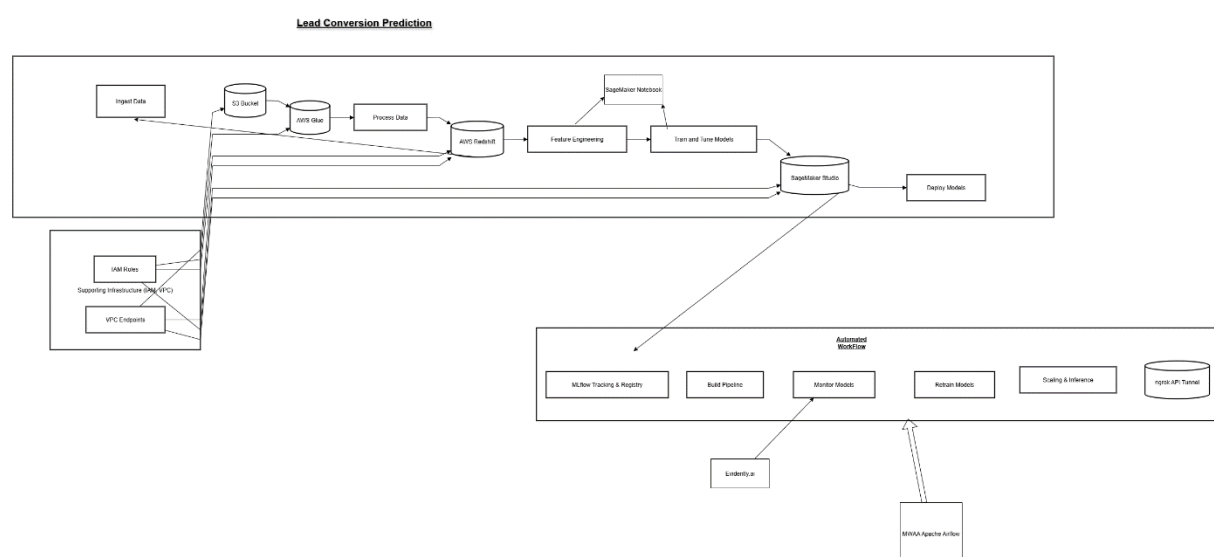 Lead Conversion Prediction
Ingest Data
S3 Bucket
AWS Glue
Process Data
AWS Redshift
Feature Engineering
SageMaker Notebook
Train and Tune Models
SageMaker Studio
Deploy Models
IAM Roles
Supporting Infrastructure (IAM, VPC)
VPC Endpoints
Automated
WorkFlow
MLflow Tracking & Registry
Build Pipeline
Monitor Models
Retrain Models
Scaling & Inference
ngrok API Tunnel
Evidently.ai
MWAA Apache Airflow